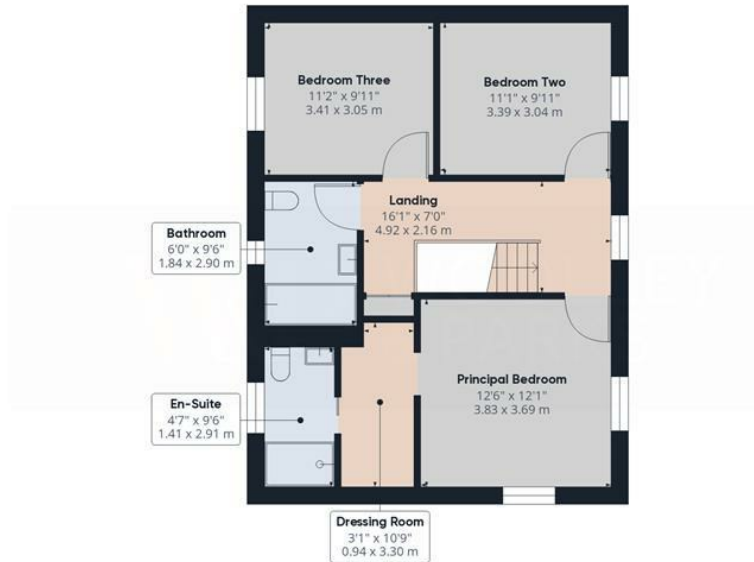 Bedroom Three
11'2" x 9'11"
3.41 x 3.05 m
Bedroom Two
11'1" x 9'11"
3.39 x 3.04 m
Landing
16'1" x 7'0"
4.92 x 2.16 m
Bathroom
6'0" x 9'6"
1.84 x 2.90 m
Principal Bedroom
12'6" x 12'1"
3.83 x 3.69 m
En-Suite
4'7" x 9'6"
1.41 x 2.91 m
Dressing Room
3'1" x 10'9"
0.94 x 3.30 m